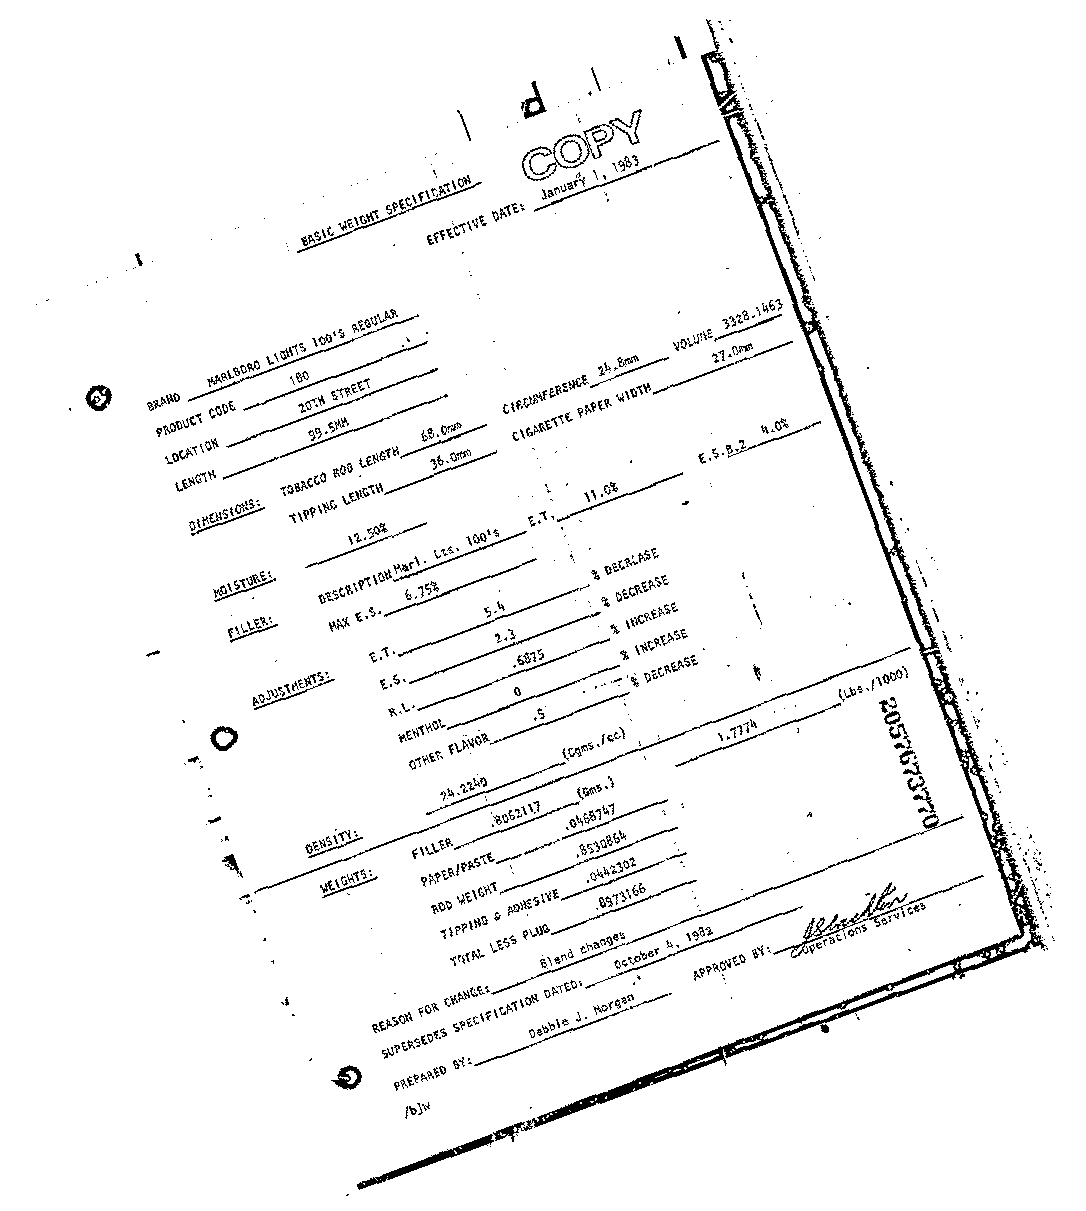 COPY
BASIC WEIGHT SPECIFICATION
EFFECTIVE DATE: January 1, 1983
BRAND MARLBORO LIGHTS 100'S REGULAR
PRODUCT CODE 180
LOCATION 20TH STREET
LENGTH 99.5MM
DIMENSIONS: TOBACCO ROD LENGTH 68.0mm CIRCUMFERENCE 24.8mm VOLUME 3328.1463
TIPPING LENGTH 36.0mm CIGARETTE PAPER WIDTH 27.0mm
MOISTURE: 12.50%
FILLER: DESCRIPTION Marl. Lts. 100's E.T. 11.0% E.S.B.Z 4.0%
MAX E.S. 6.75%
ADJUSTMENTS: E.T. 5.4 % DECREASE
E.S. 2.3 % DECREASE
R.L. .6875 % INCREASE
MENTHOL 0 % INCREASE
OTHER FLAVOR .5 % DECREASE
DENSITY: 24.2240 (Cgms./cc) 1.7774 (Lbs./1000)
WEIGHTS: FILLER .8062117 (Gms.)
PAPER/PASTE .0468747
ROD WEIGHT .8530864
TIPPING & ADHESIVE .0442302
TOTAL LESS PLUG .8973166
REASON FOR CHANGE: Blend changes
SUPERSEDES SPECIFICATION DATED: October 4, 1982
PREPARED BY: Debbie J. Morgan APPROVED BY:
Operations Services
/bjw
2057673770